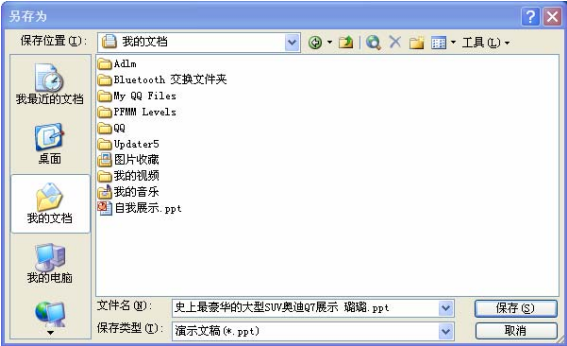 另存为
保存位置(I):
我的文档
工具(L)
我最近的文档
桌面
我的文档
我的电脑
Adlm
Bluetooth 交换文件夹
My QQ Files
PFMM Levels
QQ
Updater5
图片收藏
我的视频
我的音乐
自我展示.ppt
文件名(N):
史上最豪华的大型SUV奥迪Q7展示 璐璐.ppt
保存(S)
保存类型(T):
演示文稿(*.ppt)
取消